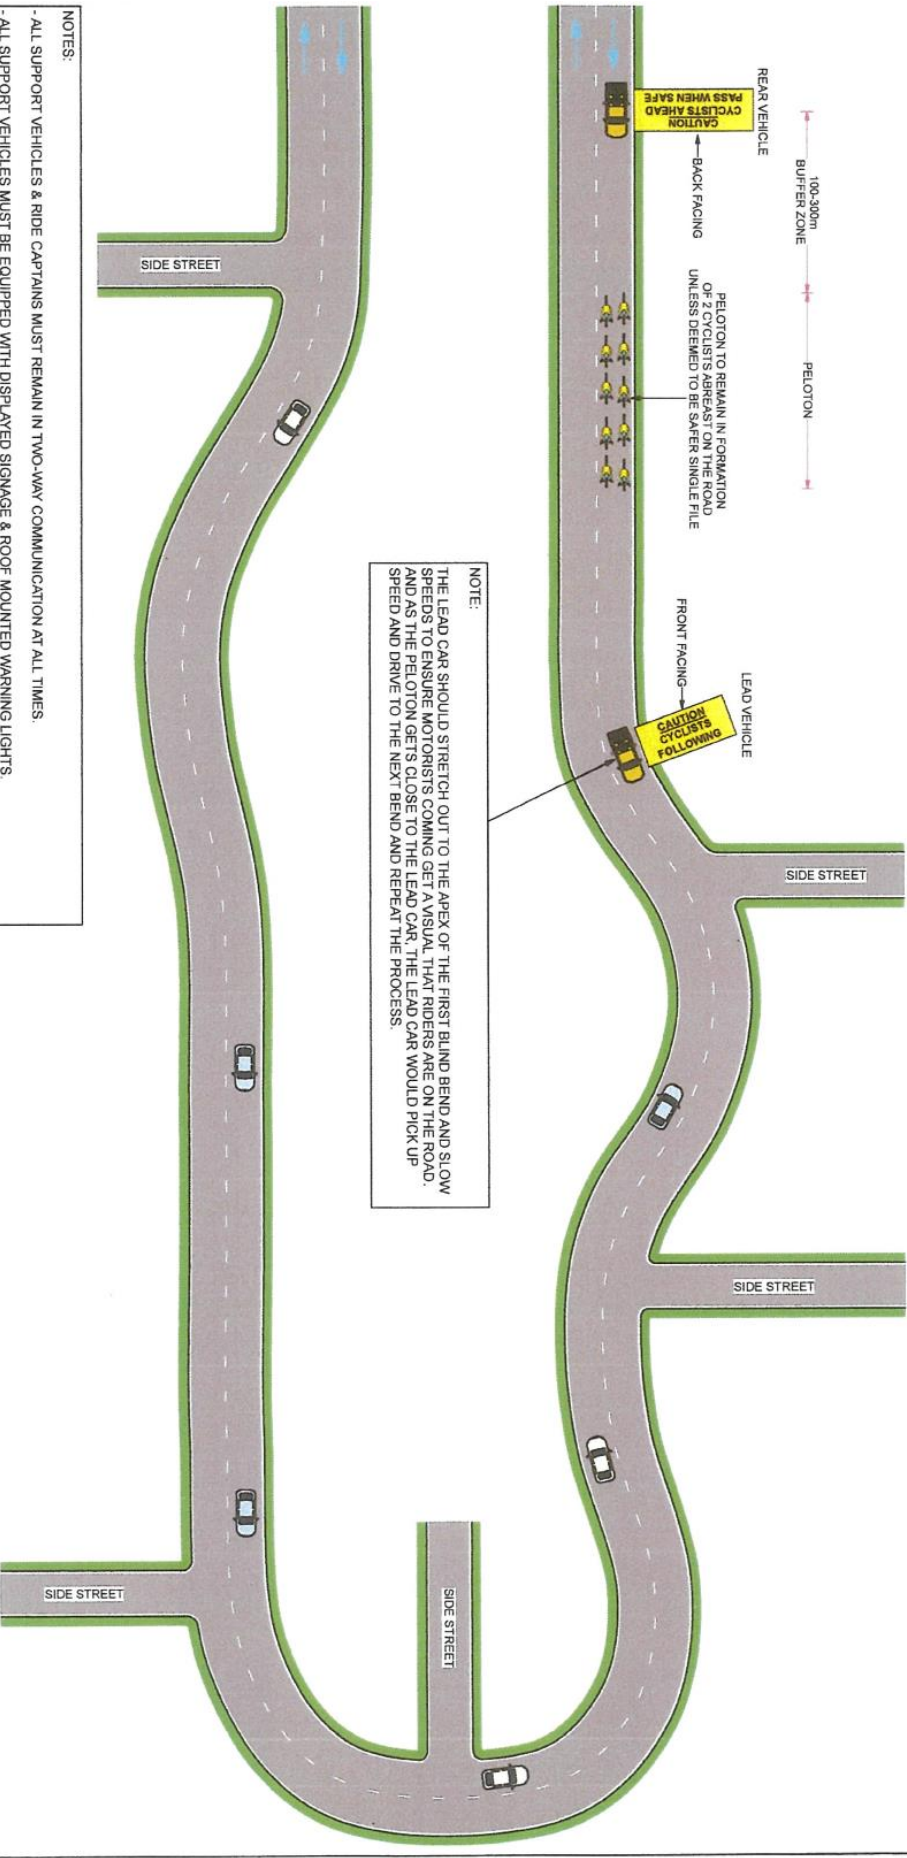 REAR VEHICLE
CAUTION
CYCLISTS AHEAD
PASS WHEN SAFE
BACK FACING
100-300m
BUFFER ZONE
PELOTON
PELOTON TO REMAIN IN FORMATION
OF 2 CYCLISTS ABREAST ON THE ROAD
UNLESS DEEMED TO BE SAFER SINGLE FILE
LEAD VEHICLE
FRONT FACING
CAUTION
CYCLISTS
FOLLOWING
SIDE STREET
SIDE STREET
NOTE:
THE LEAD CAR SHOULD STRETCH OUT TO THE APEX OF THE FIRST BLIND BEND AND SLOW
SPEEDS TO ENSURE MOTORISTS COMING GET A VISUAL THAT RIDERS ARE ON THE ROAD.
AND AS THE PELOTON GETS CLOSE TO THE LEAD CAR, THE LEAD CAR WOULD PICK UP
SPEED AND DRIVE TO THE NEXT BEND AND REPEAT THE PROCESS.
SIDE STREET
SIDE STREET
SIDE STREET
NOTES:
- ALL SUPPORT VEHICLES & RIDE CAPTAINS MUST REMAIN IN TWO-WAY COMMUNICATION AT ALL TIMES.
- ALL SUPPORT VEHICLES MUST BE EQUIPPED WITH DISPLAYED SIGNAGE & ROOF MOUNTED WARNING LIGHTS.